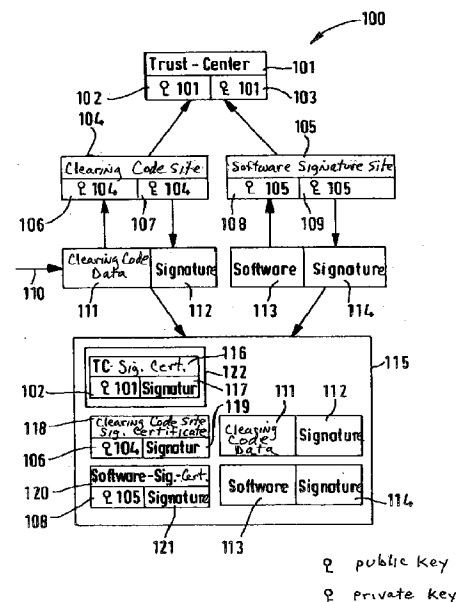 100
Trust-Center
101
102
101
101
103
104
105
Clearing Code Site
104
104
Software Signature Site
105
105
106
107
108
109
110
Clearing Code Data
Signature
111
112
Software
Signature
113
114
115
TC-Sig. Cert.
116
122
102
101
Signatur
117
118
Clearing Code Site
Sig. Certificate
119
106
104
Signatur
111
112
Clearing
Code
Data
Signature
120
Software-Sig.-Cert.
108
105
Signature
121
Software
Signature
113
114
public key
private key